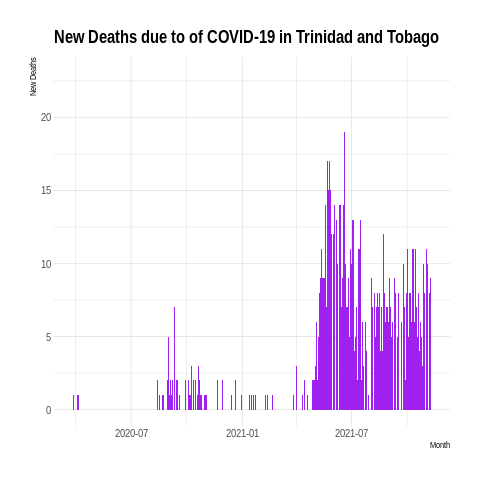 New Deaths due to of COVID-19 in Trinidad and Tobago
New Deaths
20
15
10
5
0
2020-07 2021-01 2021-07
Month